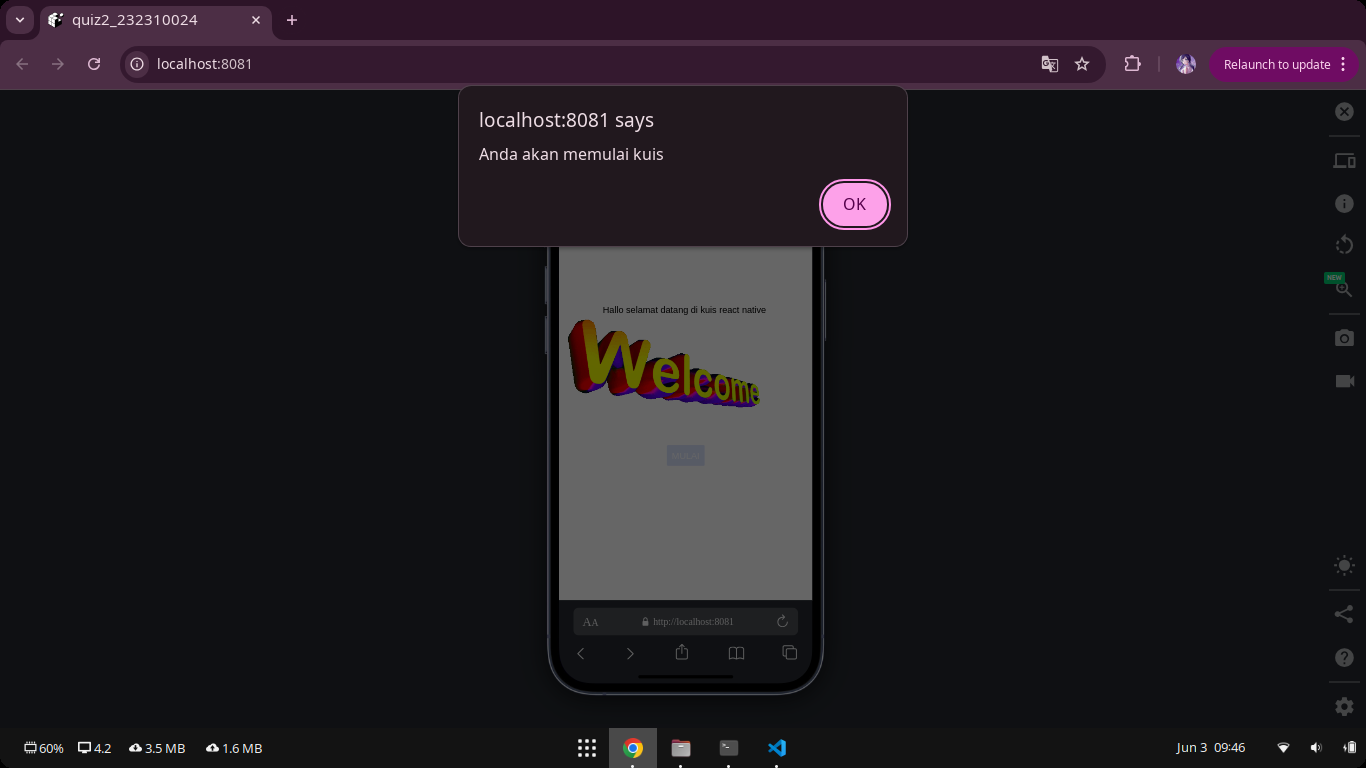 quiz2_232310024
localhost:8081
Relaunch to update
localhost:8081 says
Anda akan memulai kuis
OK
NEW
Hallo selamat datang di kuis react native
Welcome
MULAI
AA http://localhost:8081
60% 4.2 3.5 MB 1.6 MB
Jun 3 09:46